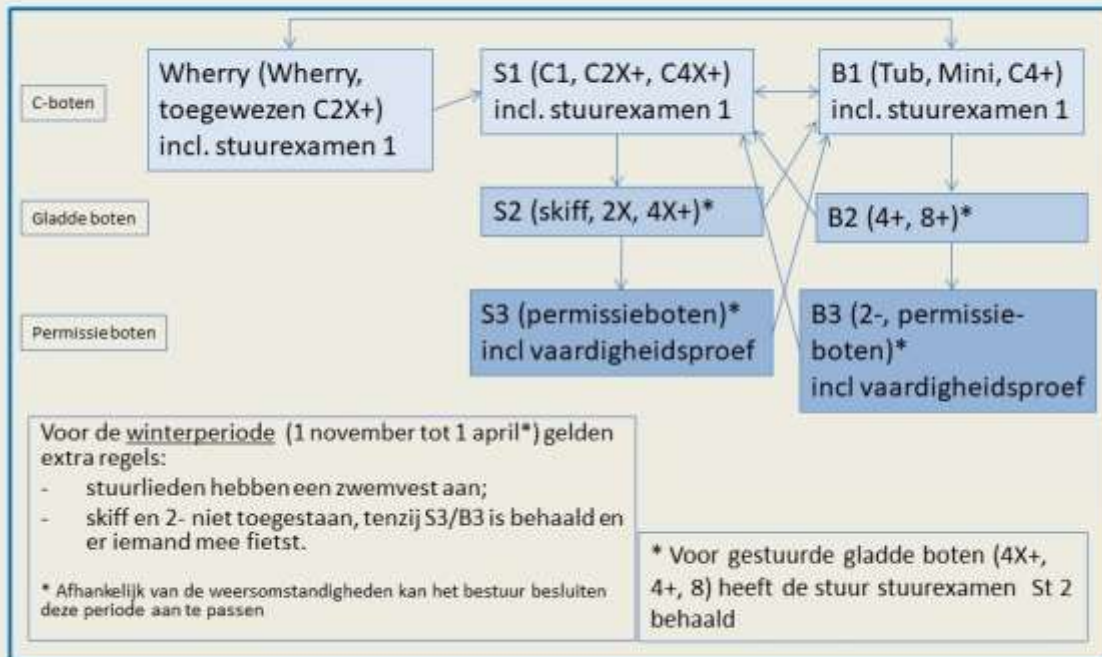 C-boten
Wherry (Wherry,
toegewezen C2X+)
incl. stuurexamen 1
S1 (C1, C2X+, C4X+)
incl. stuurexamen 1
B1 (Tub, Mini, C4+)
incl. stuurexamen 1
Gladde boten
S2 (skiff, 2X, 4X+)*
B2 (4+, 8+)*
Permissieboten
S3 (permissieboten)*
incl vaardigheidsproef
B3 (2-, permissie-
boten)*
incl vaardigheidsproef
Voor de winterperiode (1 november tot 1 april*) gelden
extra regels:
- stuurlieden hebben een zwemvest aan;
- skiff en 2- niet toegestaan, tenzij S3/B3 is behaald en
er iemand mee fietst.
* Afhankelijk van de weersomstandigheden kan het bestuur besluiten
deze periode aan te passen
* Voor gestuurde gladde boten (4X+,
4+, 8) heeft de stuur stuurexamen St 2
behaald